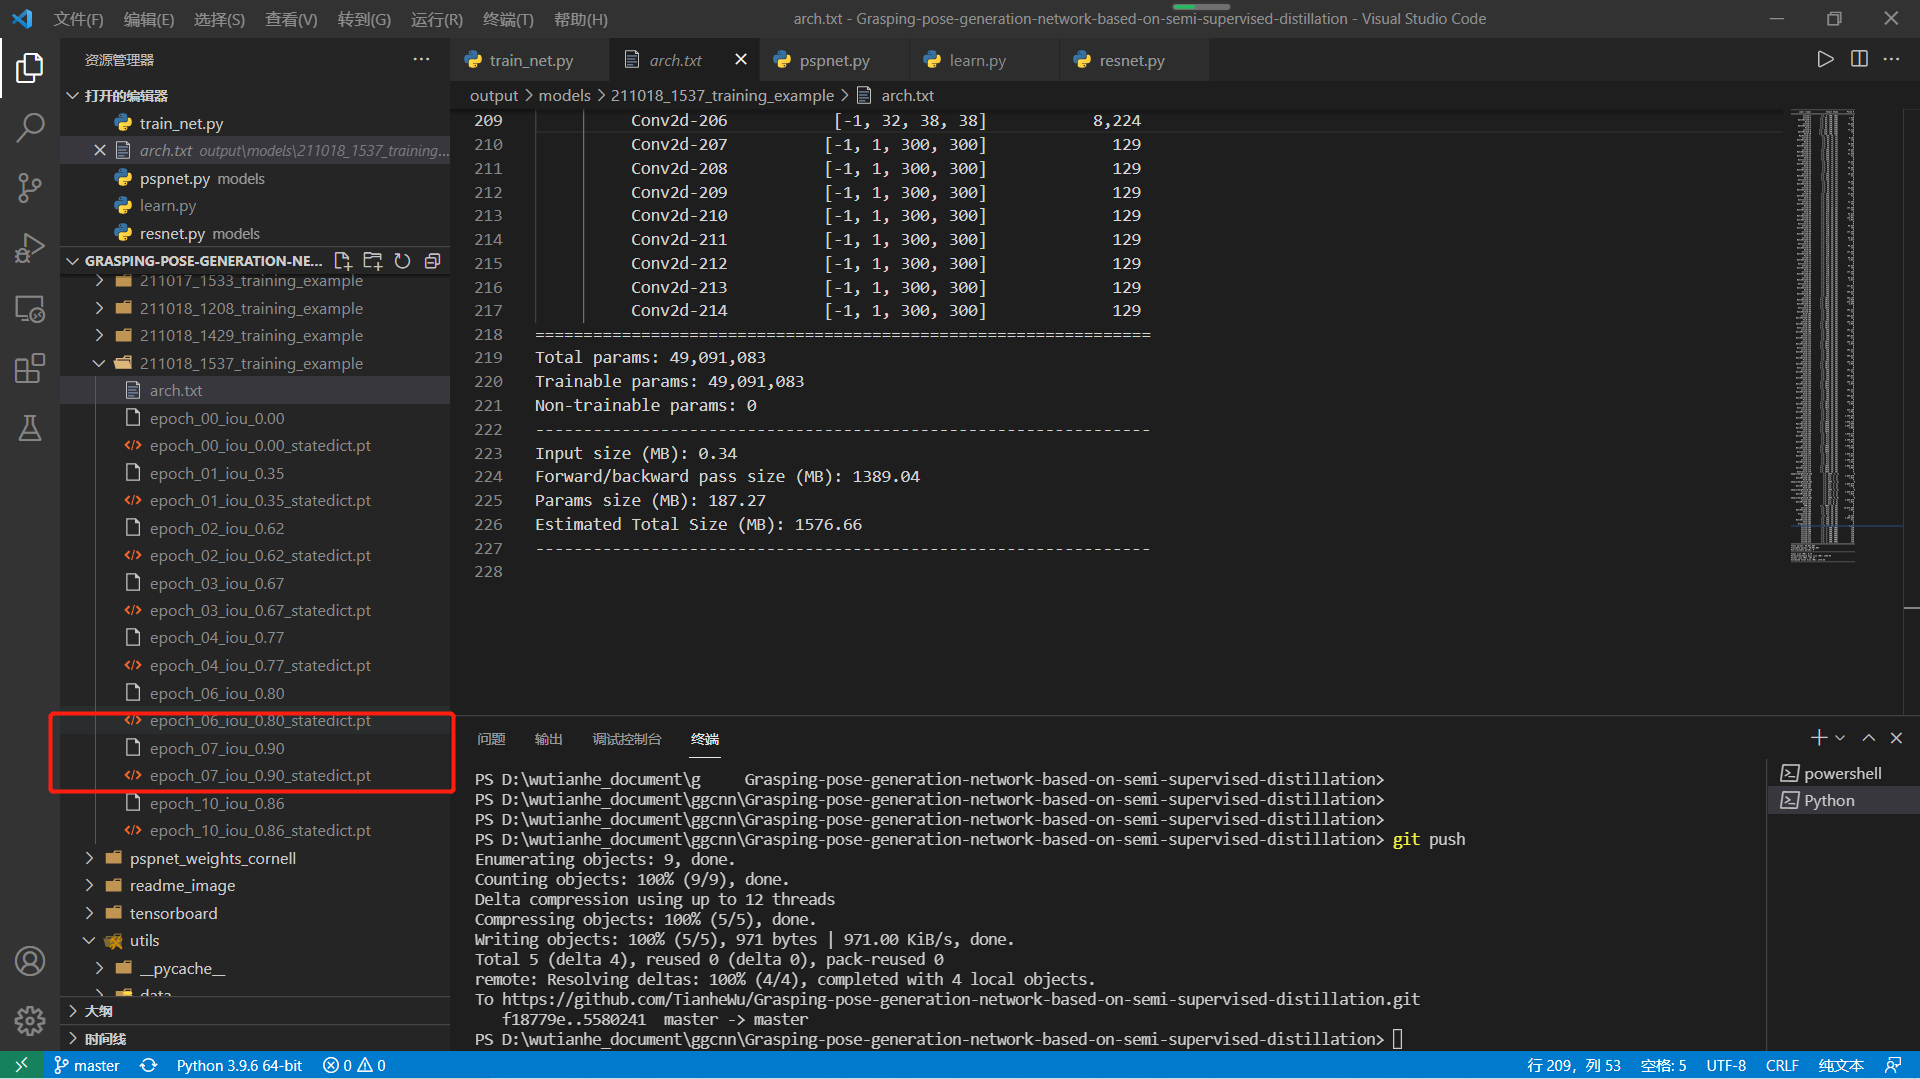 文件(F) 编辑(E) 选择(S) 查看(V) 转到(G) 运行(R) 终端(T) 帮助(H) arch.txt - Grasping-pose-generation-network-based-on-semi-supervised-distillation - Visual Studio Code
资源管理器
打开的编辑器
train_net.py
arch.txt output\models\211018_1537_training...
pspnet.py models
learn.py
resnet.py models
GRASPING-POSE-GENERATION-NE...
211017_1533_training_example
211018_1208_training_example
211018_1429_training_example
211018_1537_training_example
arch.txt
epoch_00_iou_0.00
epoch_00_iou_0.00_statedict.pt
epoch_01_iou_0.35
epoch_01_iou_0.35_statedict.pt
epoch_02_iou_0.62
epoch_02_iou_0.62_statedict.pt
epoch_03_iou_0.67
epoch_03_iou_0.67_statedict.pt
epoch_04_iou_0.77
epoch_04_iou_0.77_statedict.pt
epoch_06_iou_0.80
epoch_06_iou_0.80_statedict.pt
epoch_07_iou_0.90
epoch_07_iou_0.90_statedict.pt
epoch_10_iou_0.86
epoch_10_iou_0.86_statedict.pt
pspnet_weights_cornell
readme_image
tensorboard
utils
__pycache__
data
大纲
时间线
train_net.py arch.txt pspnet.py learn.py resnet.py
output > models > 211018_1537_training_example > arch.txt
209 Conv2d-206 [-1, 32, 38, 38] 8,224
210 Conv2d-207 [-1, 1, 300, 300] 129
211 Conv2d-208 [-1, 1, 300, 300] 129
212 Conv2d-209 [-1, 1, 300, 300] 129
213 Conv2d-210 [-1, 1, 300, 300] 129
214 Conv2d-211 [-1, 1, 300, 300] 129
215 Conv2d-212 [-1, 1, 300, 300] 129
216 Conv2d-213 [-1, 1, 300, 300] 129
217 Conv2d-214 [-1, 1, 300, 300] 129
218 ================================================================
219 Total params: 49,091,083
220 Trainable params: 49,091,083
221 Non-trainable params: 0
222 ----------------------------------------------------------------
223 Input size (MB): 0.34
224 Forward/backward pass size (MB): 1389.04
225 Params size (MB): 187.27
226 Estimated Total Size (MB): 1576.66
227 ----------------------------------------------------------------
228
问题 输出 调试控制台 终端
PS D:\wutianhe_document\g Grasping-pose-generation-network-based-on-semi-supervised-distillation>
PS D:\wutianhe_document\ggcnn\Grasping-pose-generation-network-based-on-semi-supervised-distillation>
PS D:\wutianhe_document\ggcnn\Grasping-pose-generation-network-based-on-semi-supervised-distillation>
PS D:\wutianhe_document\ggcnn\Grasping-pose-generation-network-based-on-semi-supervised-distillation> git push
Enumerating objects: 9, done.
Counting objects: 100% (9/9), done.
Delta compression using up to 12 threads
Compressing objects: 100% (5/5), done.
Writing objects: 100% (5/5), 971 bytes | 971.00 KiB/s, done.
Total 5 (delta 4), reused 0 (delta 0), pack-reused 0
remote: Resolving deltas: 100% (4/4), completed with 4 local objects.
To https://github.com/TianheWu/Grasping-pose-generation-network-based-on-semi-supervised-distillation.git
f18779e..5580241 master -> master
PS D:\wutianhe_document\ggcnn\Grasping-pose-generation-network-based-on-semi-supervised-distillation>
powershell
Python
master Python 3.9.6 64-bit 0 0 行 209，列 53 空格: 5 UTF-8 CRLF 纯文本